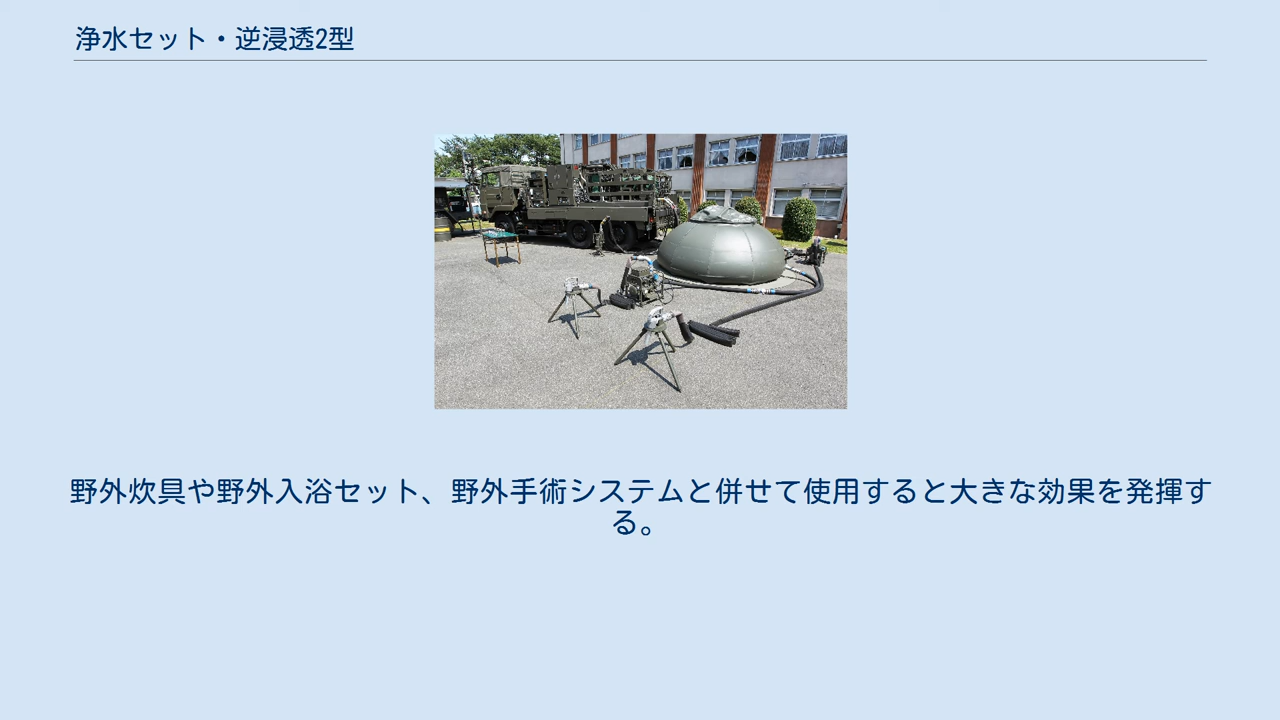 浄水セット・逆浸透2型
野外炊具や野外入浴セット、野外手術システムと併せて使用すると大きな効果を発揮す
る。